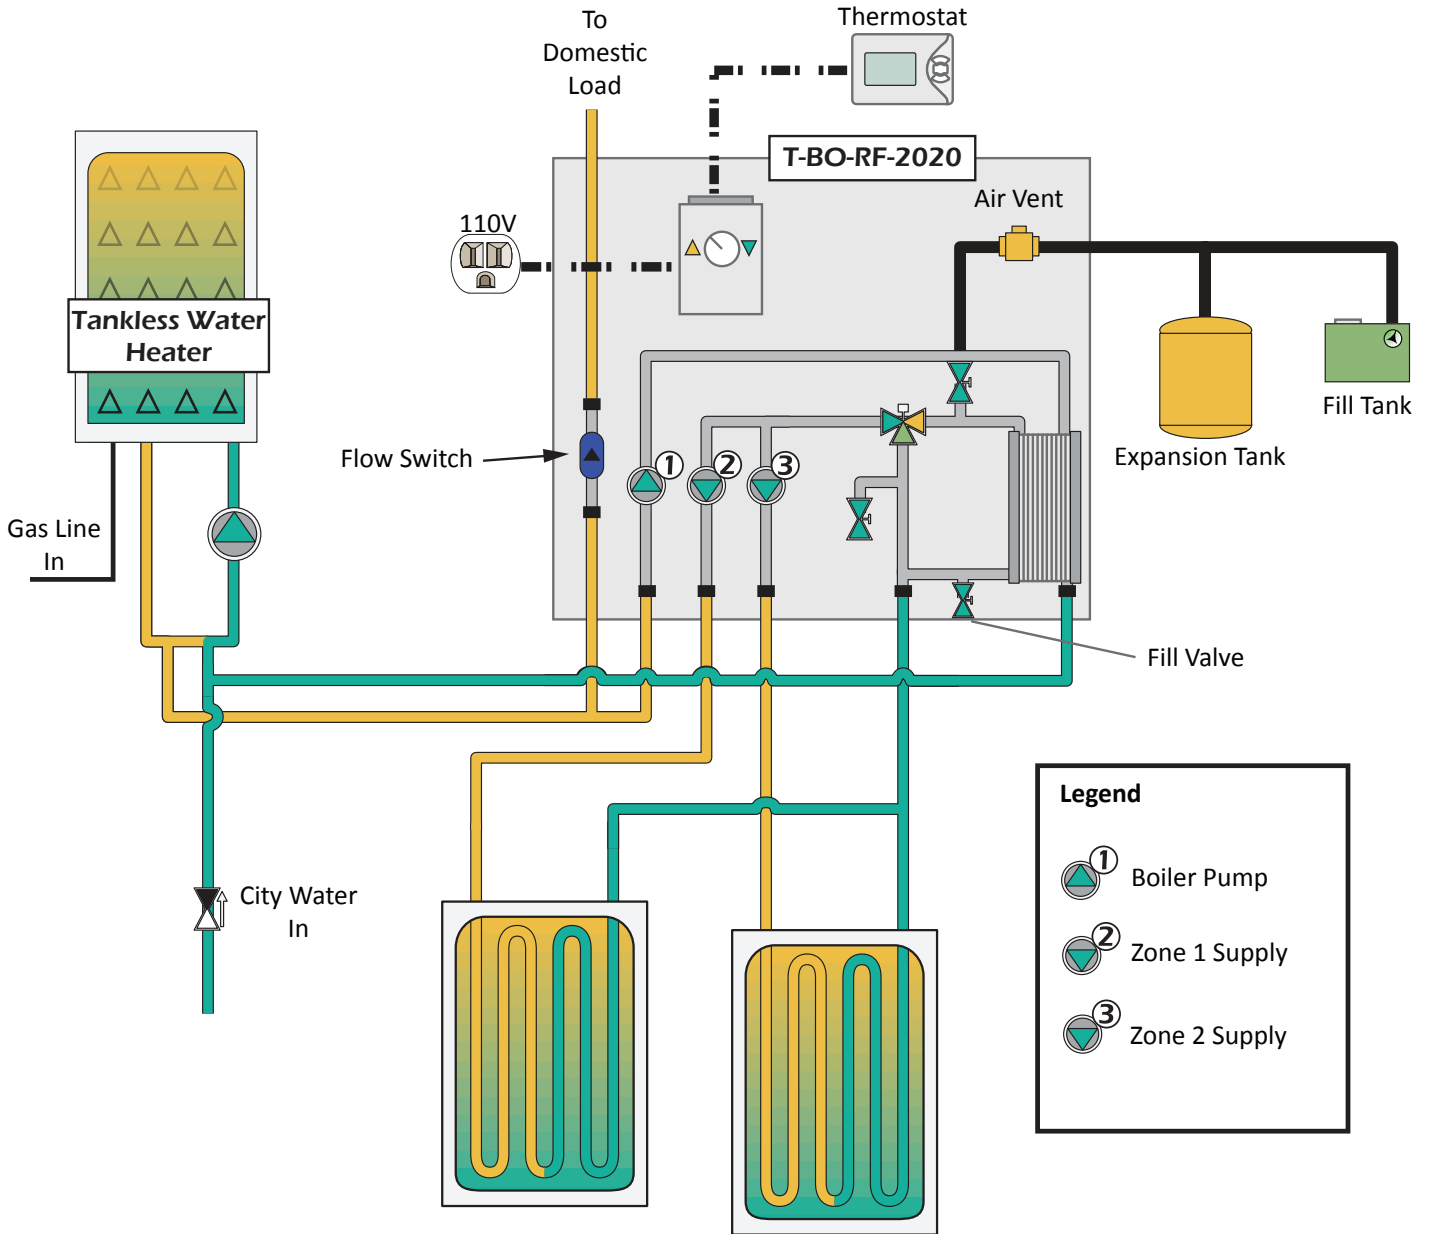 To
Domestic
Load
Thermostat
T-BO-RF-2020
110V
Air Vent
Tankless Water
Heater
Flow Switch
1
2
3
Expansion Tank
Fill Tank
Gas Line
In
Fill Valve
City Water
In
Legend
1
Boiler Pump
2
Zone 1 Supply
3
Zone 2 Supply